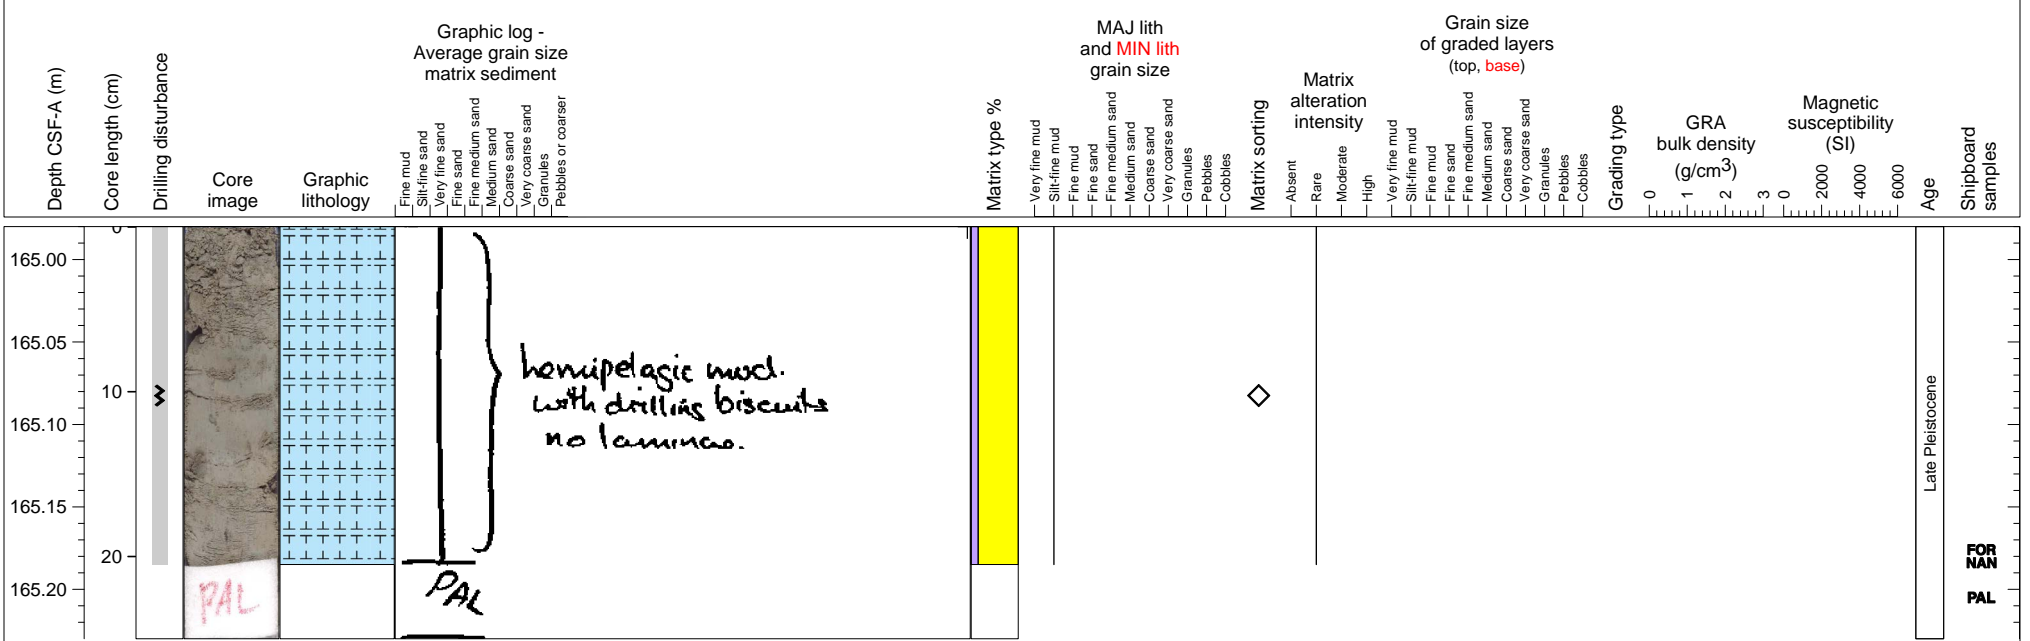 Depth CSF-A (m)
Core length (cm)
Drilling disturbance
Core
image
Graphic
lithology
Graphic log -
Average grain size
matrix sediment
Fine mud
Silt-fine sand
Very fine sand
Fine sand
Fine medium sand
Medium sand
Coarse sand
Very coarse sand
Granules
Pebbles or coarser
Matrix type %
MAJ lith
and MIN lith
grain size
Very fine mud
Silt-fine mud
Fine mud
Fine sand
Fine medium sand
Medium sand
Coarse sand
Very coarse sand
Granules
Pebbles
Cobbles
Matrix sorting
Matrix
alteration
intensity
Absent
Rare
Moderate
High
Grain size
of graded layers
(top, base)
Very fine mud
Silt-fine mud
Fine mud
Fine sand
Fine medium sand
Medium sand
Coarse sand
Very coarse sand
Granules
Pebbles
Cobbles
Grading type
GRA
bulk density
(g/cm3)
0 1 2 3
Magnetic
susceptibility
(SI)
0 2000 4000 6000
Age
Shipboard
samples
0
165.00
165.05
10
165.10
165.15
20
165.20
hemipelagic mud.
with drilling biscuits
no laminae.
PAL
PAL
Late Pleistocene
FOR
NAN
PAL